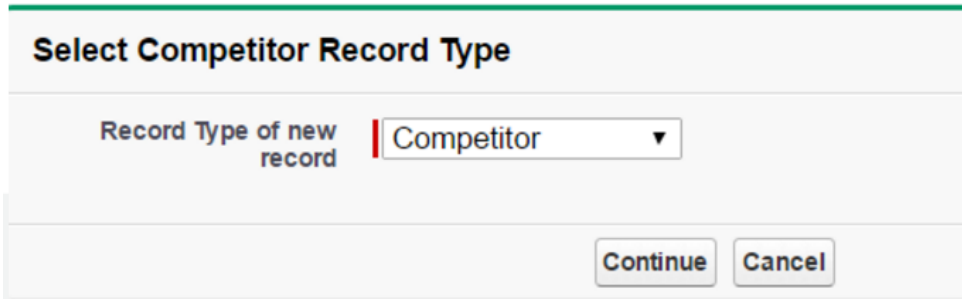 Select Competitor Record Type
Record Type of new
record
Competitor
Continue Cancel